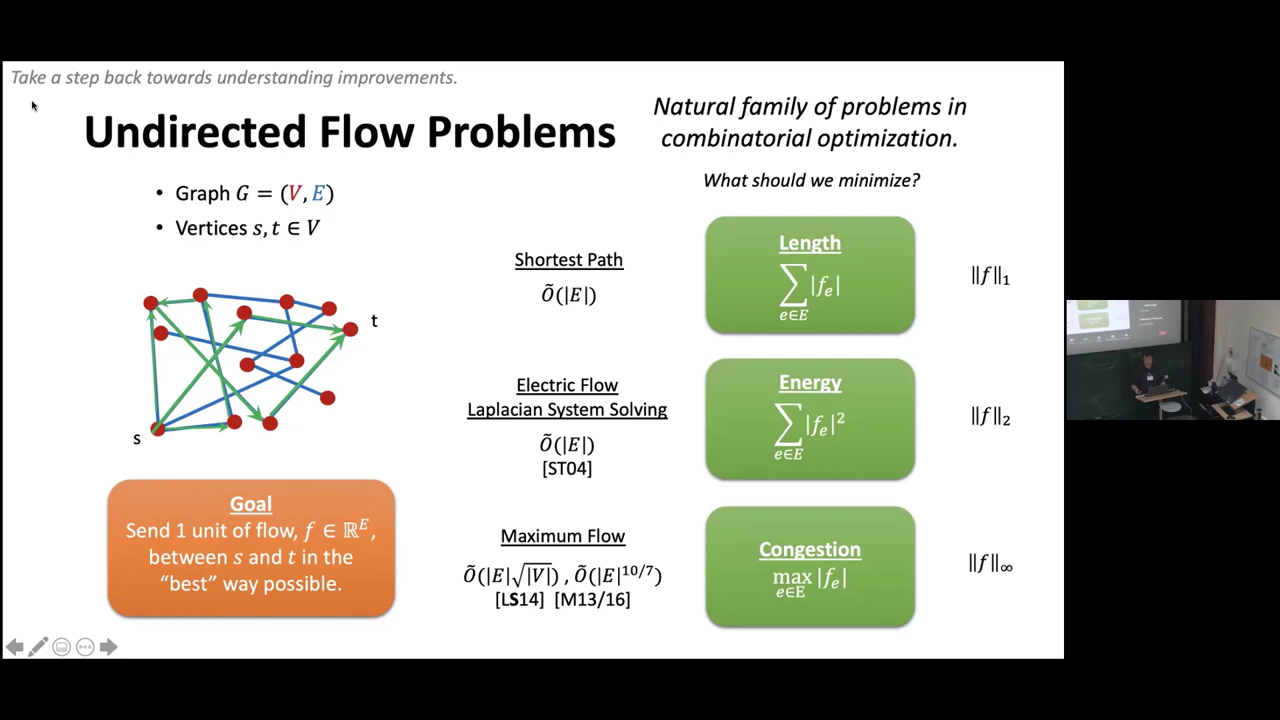 Take a step back towards understanding improvements.
Undirected Flow Problems
• Graph G = (V, E)
• Vertices s, t ∈ V
s
t
Goal
Send 1 unit of flow, f ∈ ℝ^E,
between s and t in the
“best” way possible.
Natural family of problems in
combinatorial optimization.
What should we minimize?
Shortest Path
Õ(|E|)
Length
∑_{e∈E} |f_e|
‖f‖₁
Electric Flow
Laplacian System Solving
Õ(|E|)
[ST04]
Energy
∑_{e∈E} |f_e|²
‖f‖₂
Maximum Flow
Õ(|E|√|V|) , Õ(|E|^{10/7})
[LS14] [M13/16]
Congestion
max_{e∈E} |f_e|
‖f‖_∞